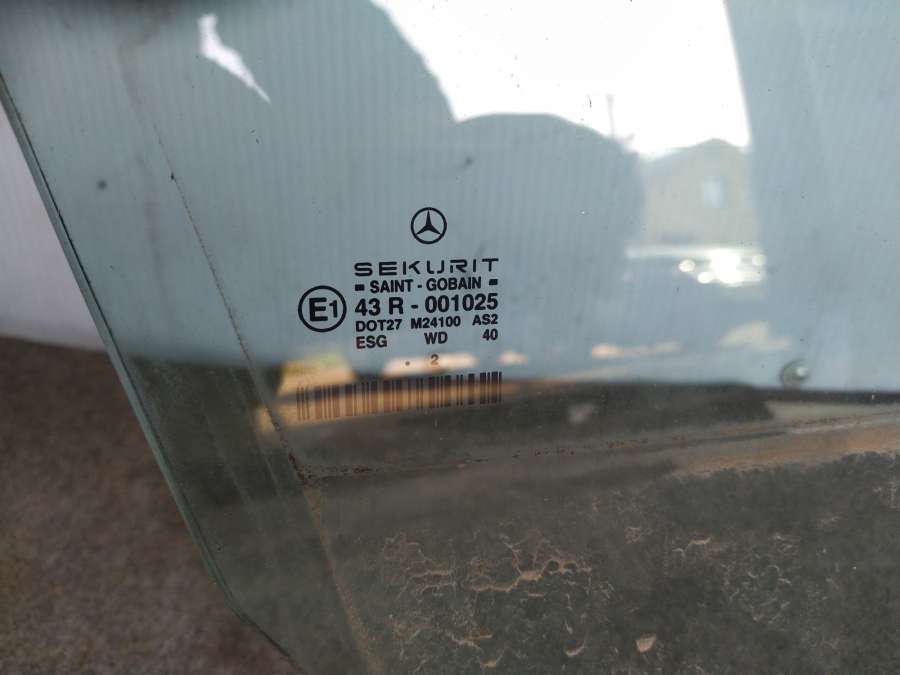 SEKURIT
SAINT - GOBAIN
E1 43 R - 001025
DOT27 M24100 AS2
ESG WD 40
. 2